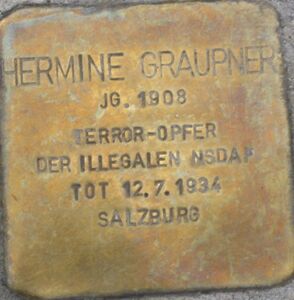 HERMINE GRAUPNER
JG. 1908
TERROR-OPFER
DER ILLEGALEN NSDAP
TOT 12.7.1934
SALZBURG